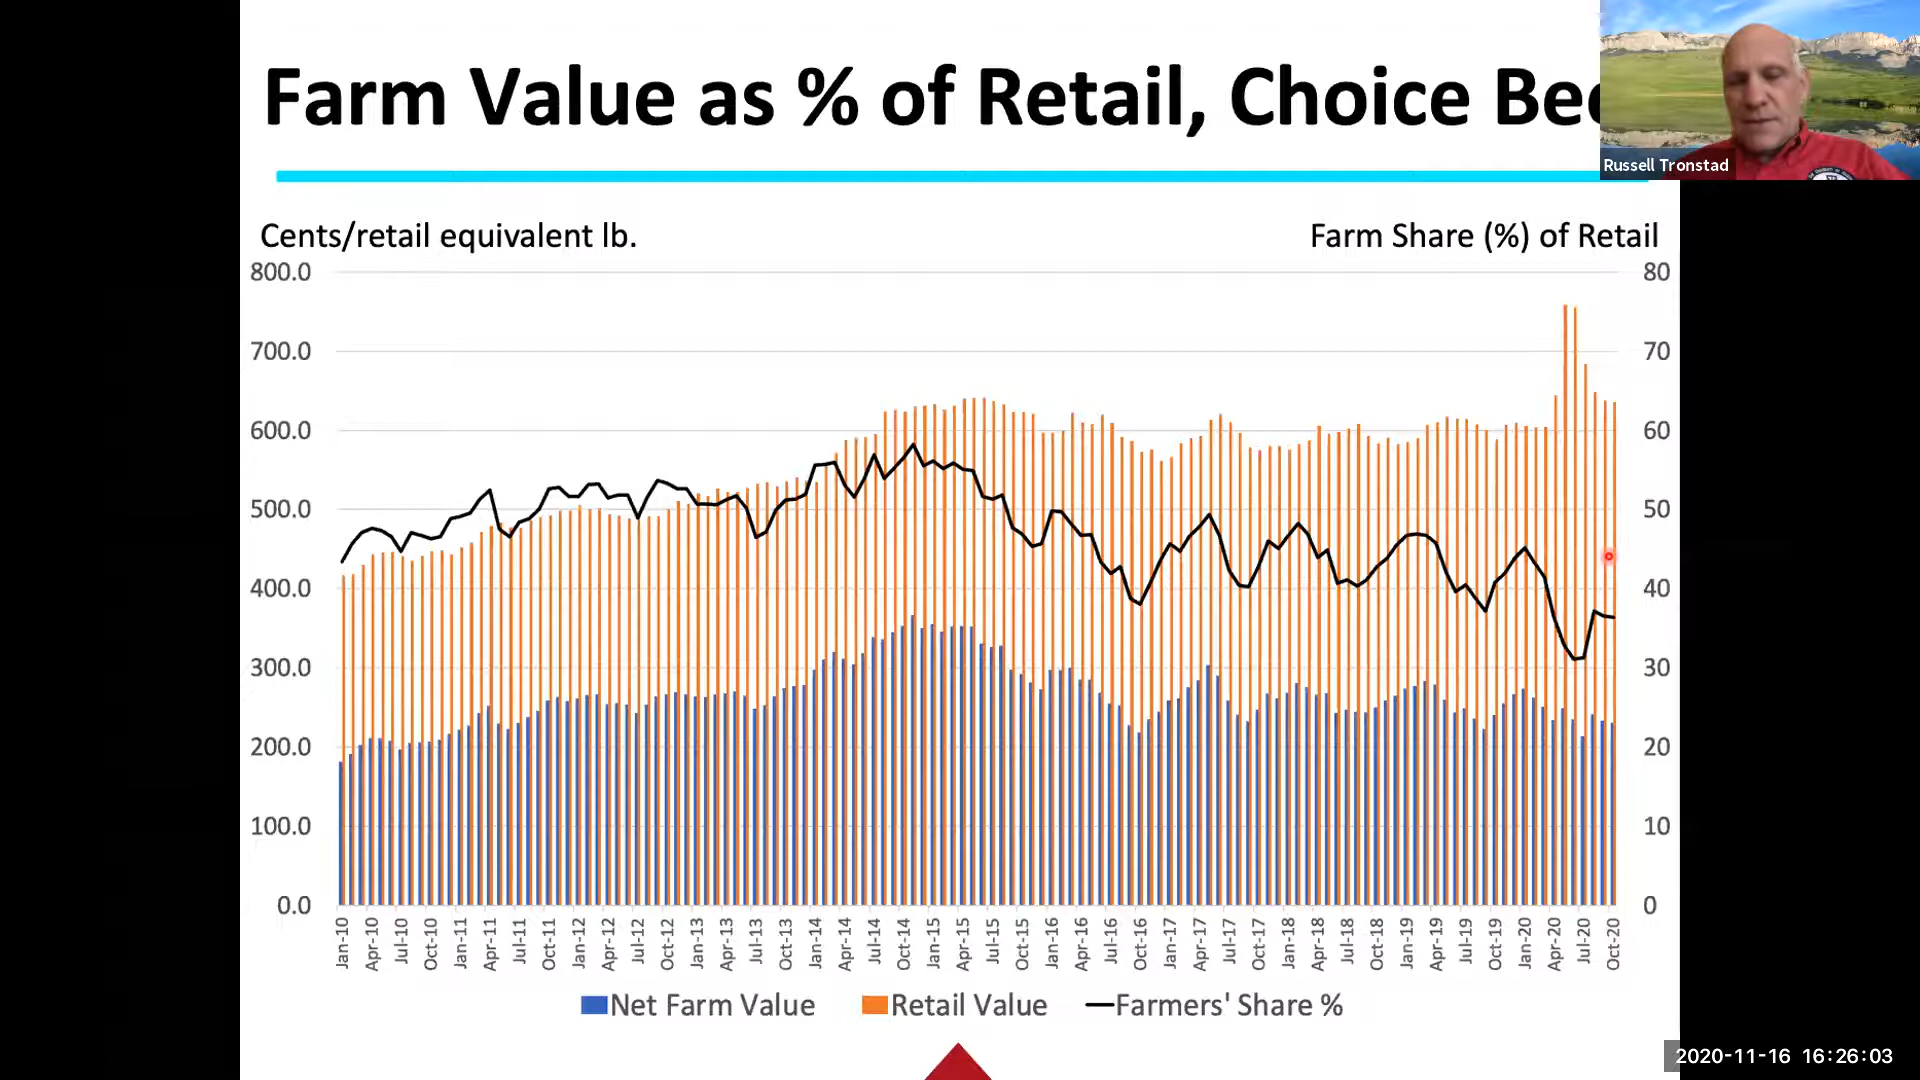 Farm Value as % of Retail, Choice Bee
Russell Tronstad
Cents/retail equivalent lb.
Farm Share (%) of Retail
800.0
700.0
600.0
500.0
400.0
300.0
200.0
100.0
0.0
80
70
60
50
40
30
20
10
0
Jan-10
Apr-10
Jul-10
Oct-10
Jan-11
Apr-11
Jul-11
Oct-11
Jan-12
Apr-12
Jul-12
Oct-12
Jan-13
Apr-13
Jul-13
Oct-13
Jan-14
Apr-14
Jul-14
Oct-14
Jan-15
Apr-15
Jul-15
Oct-15
Jan-16
Apr-16
Jul-16
Oct-16
Jan-17
Apr-17
Jul-17
Oct-17
Jan-18
Apr-18
Jul-18
Oct-18
Jan-19
Apr-19
Jul-19
Oct-19
Jan-20
Apr-20
Jul-20
Oct-20
Net Farm Value
Retail Value
Farmers' Share %
2020-11-16 16:26:03